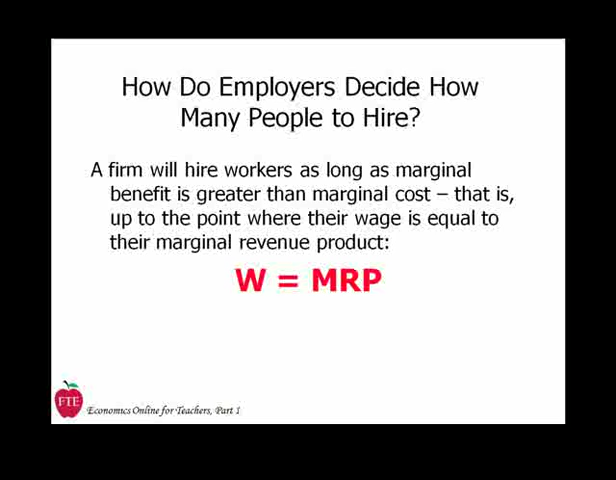 How Do Employers Decide How
Many People to Hire?
A firm will hire workers as long as marginal
benefit is greater than marginal cost – that is,
up to the point where their wage is equal to
their marginal revenue product:
W = MRP
FTE
Economics Online for Teachers, Part 1